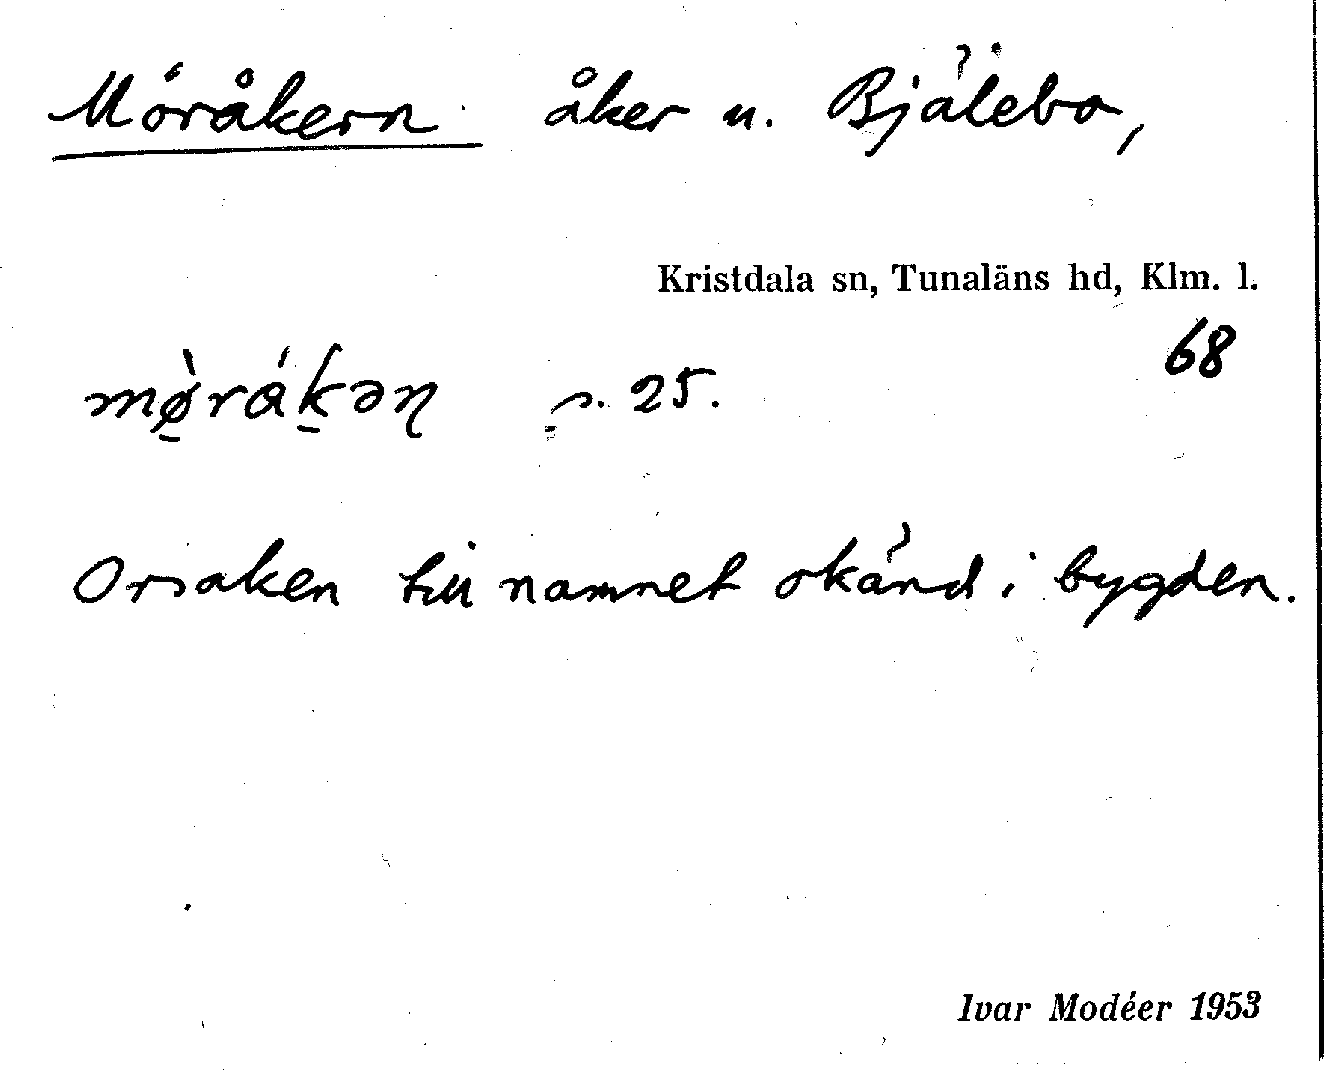 Möråkern åker u. Bjälebo,
Kristdala sn, Tunaläns hd, Klm. l.
68
mø̀ráḵəɳ s. 25.
Orsaken till namnet okänd i bygden.
Ivar Modéer 1953